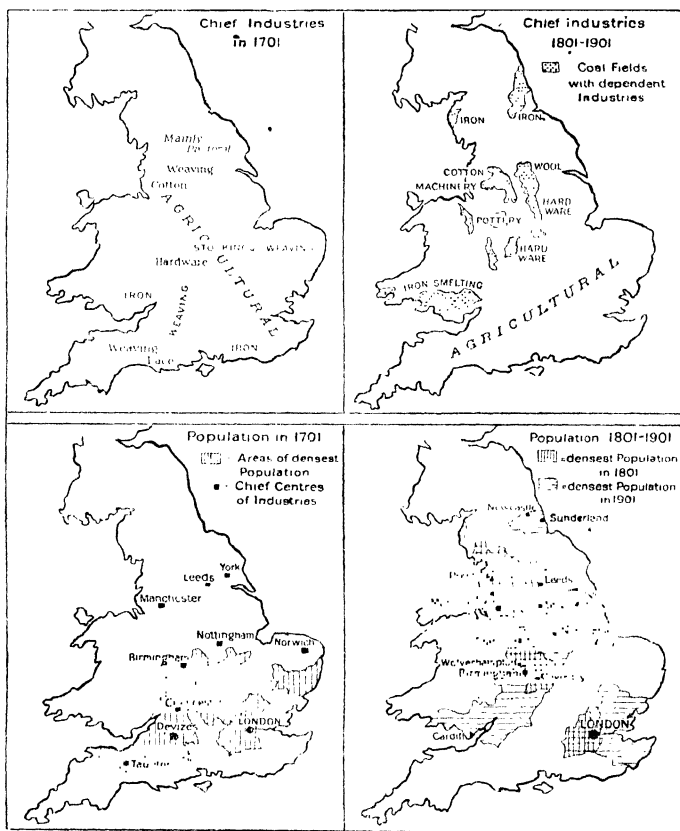 Chief Industries
in 1701
Mainly
Pastoral
Weaving
Cotton
AGRICULTURAL
STOCKINGS WEAVING
Hardware
IRON
WEAVING
Weaving
Lace
IRON
Chief industries
1801-1901
Coal Fields
with dependent
Industries
IRON
IRON
COTTON
MACHINERY
WOOL
HARD
WARE
POTTERY
HARD
WARE
IRON SMELTING
AGRICULTURAL
Population in 1701
Areas of densest
Population
Chief Centres
of Industries
York
Leeds
Manchester
Nottingham
Norwich
Birmingham
LONDON
Population 1801-1901
=densest Population
in 1801
=densest Population
in 1901
Newcastle
Sunderland
Leeds
Wolverhampton
Birmingham
Cardiff
LONDON